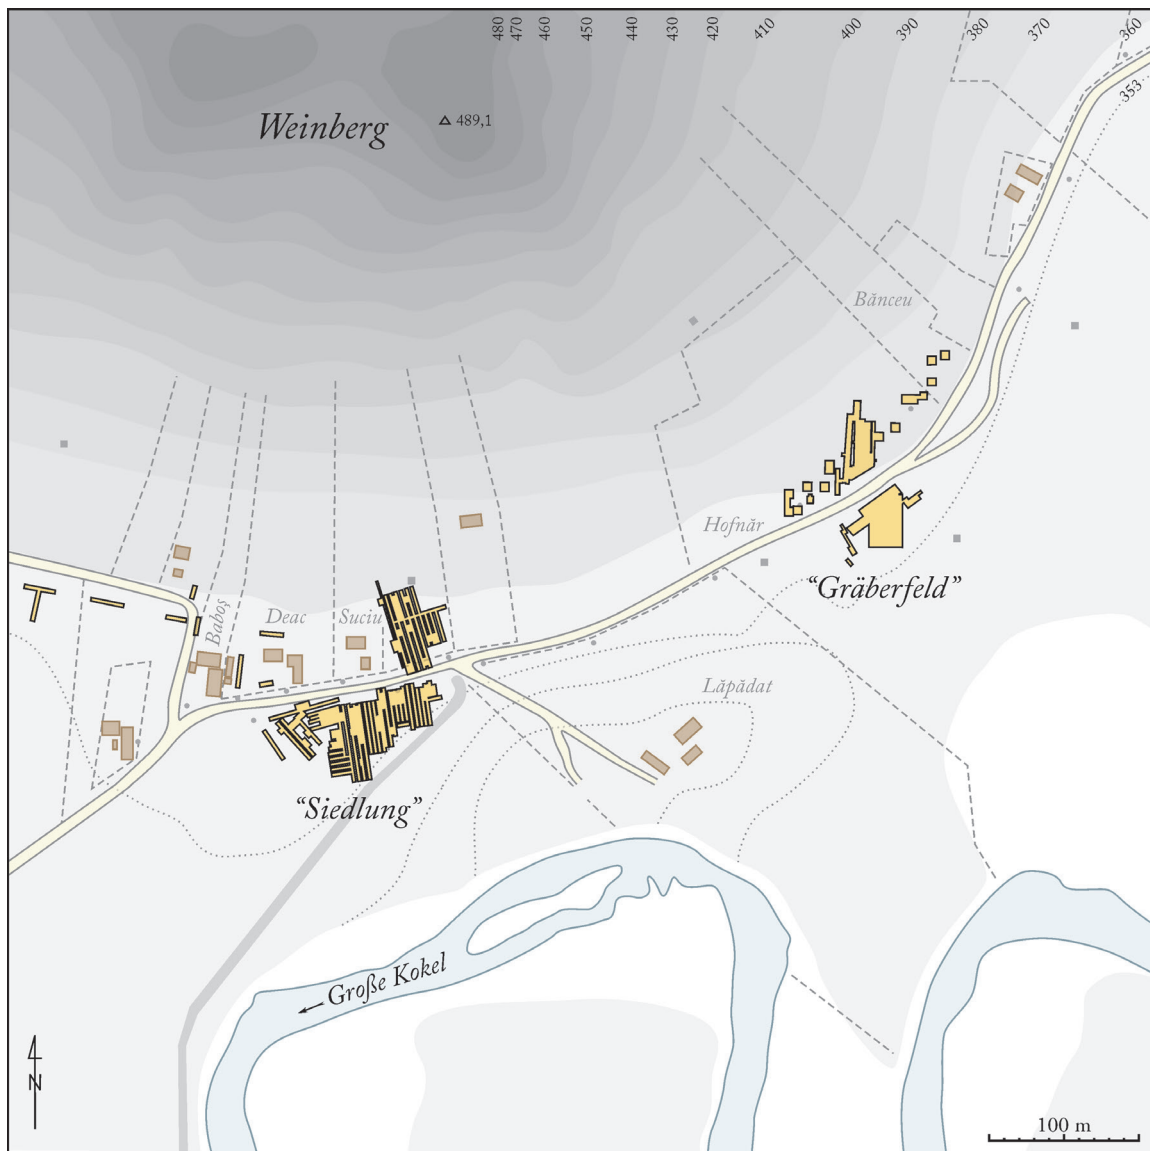 480 470 460 450 440 430 420 410 400 390 380 370 360
353
Weinberg
489,1
Bănceu
Hofnăr
"Gräberfeld"
Baboș
Deac
Suciu
Lăpădat
"Siedlung"
Große Kokel
N
100 m